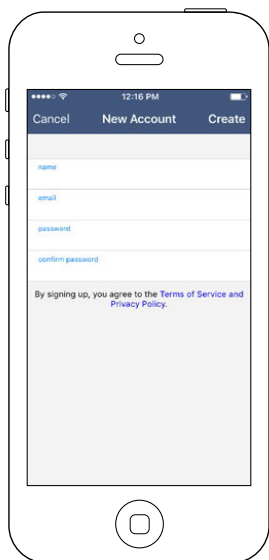 12:16 PM
Cancel New Account Create
name
email
password
confirm password
By signing up, you agree to the Terms of Service and
Privacy Policy.